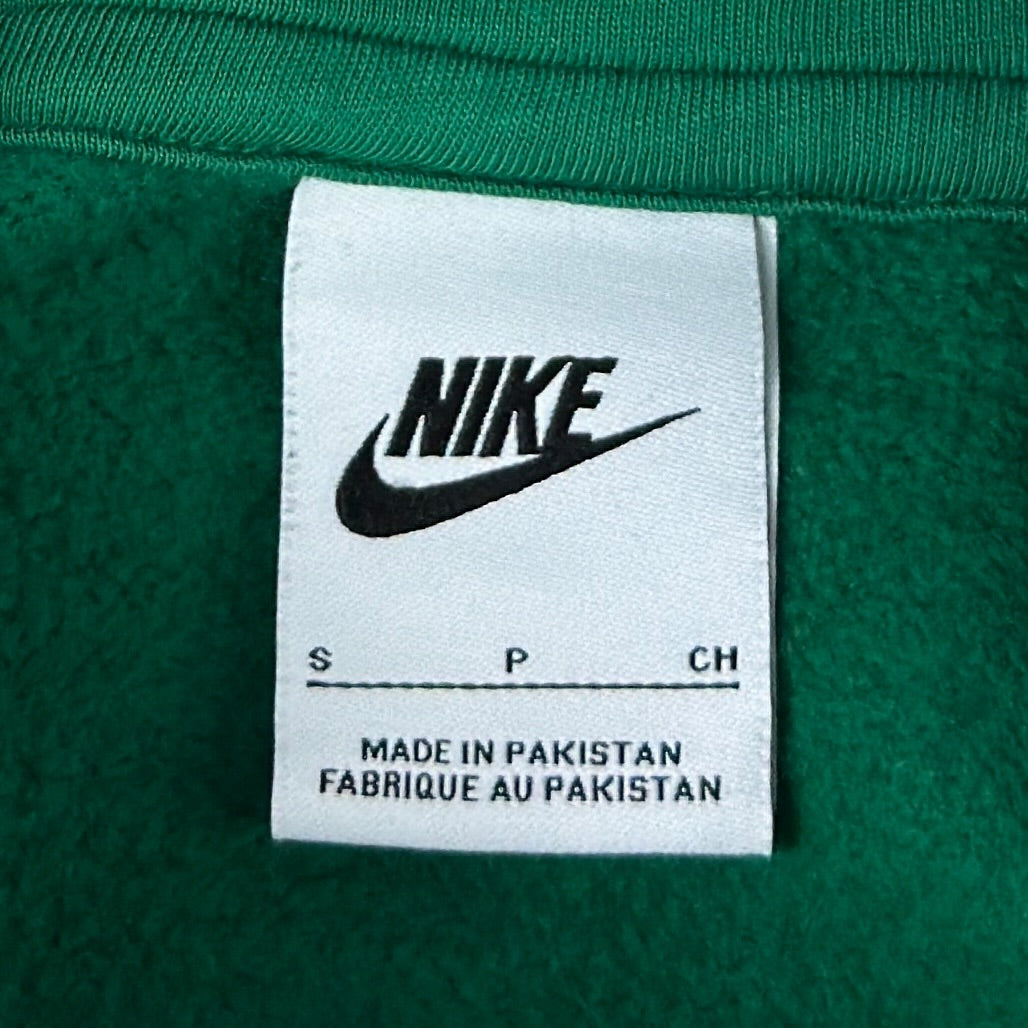 NIKE
S P CH
MADE IN PAKISTAN
FABRIQUE AU PAKISTAN